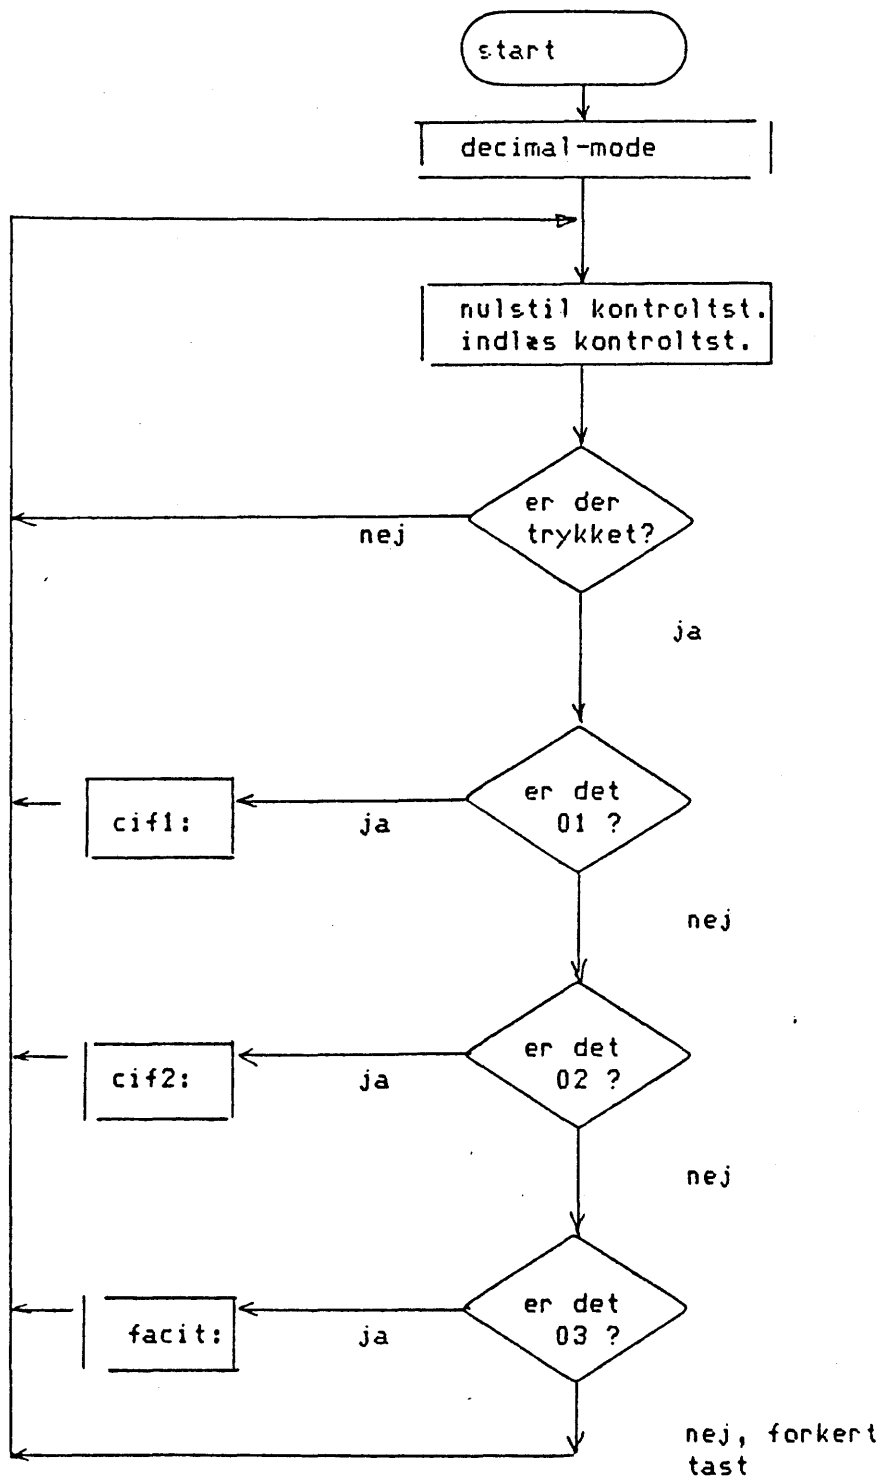 start
decimal-mode
nulstil kontroltst.
indlæs kontroltst.
er der
trykket?
nej
ja
er det
01 ?
ja
cif1:
nej
er det
02 ?
ja
cif2:
nej
er det
03 ?
ja
facit:
nej, forkert
tast